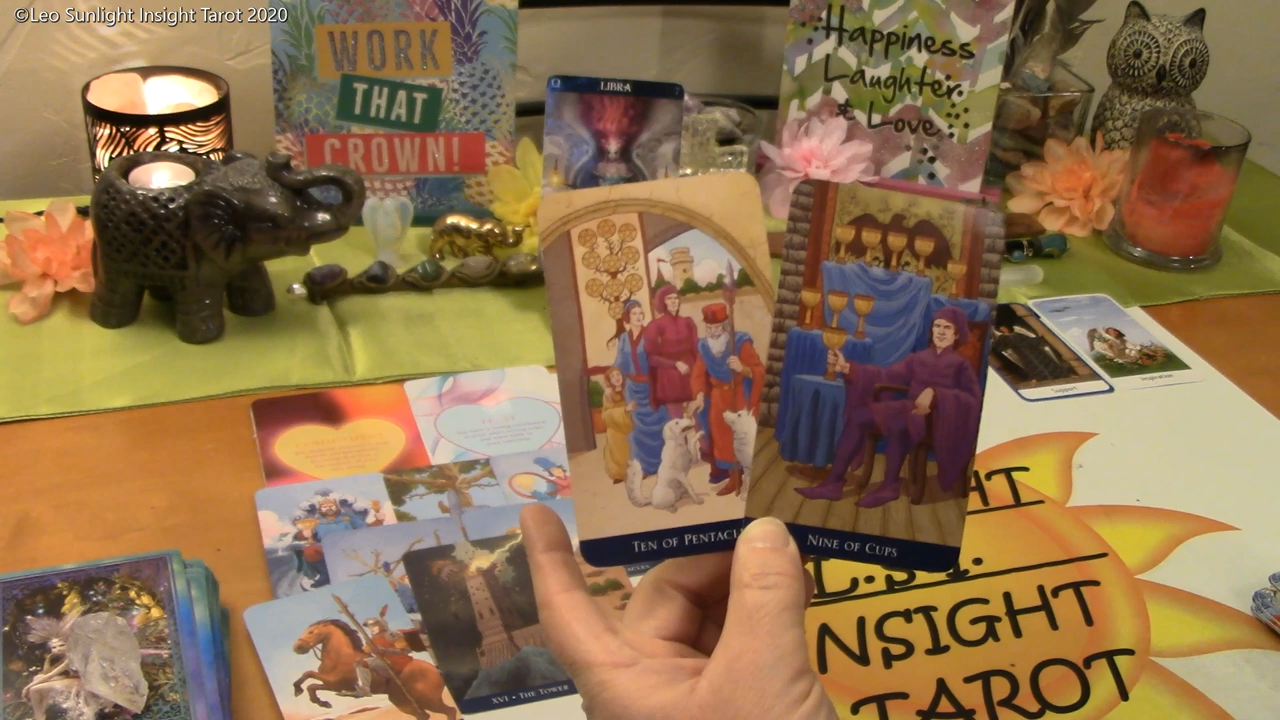 ©Leo Sunlight Insight Tarot 2020
WORK
THAT
CROWN!
LIBRA
Happiness
Laughter
& Love
TEN OF PENTACL
NINE OF CUPS
Support
Inspiration
XVI • THE TOWER
L.S.I.
NSIGHT
TAROT